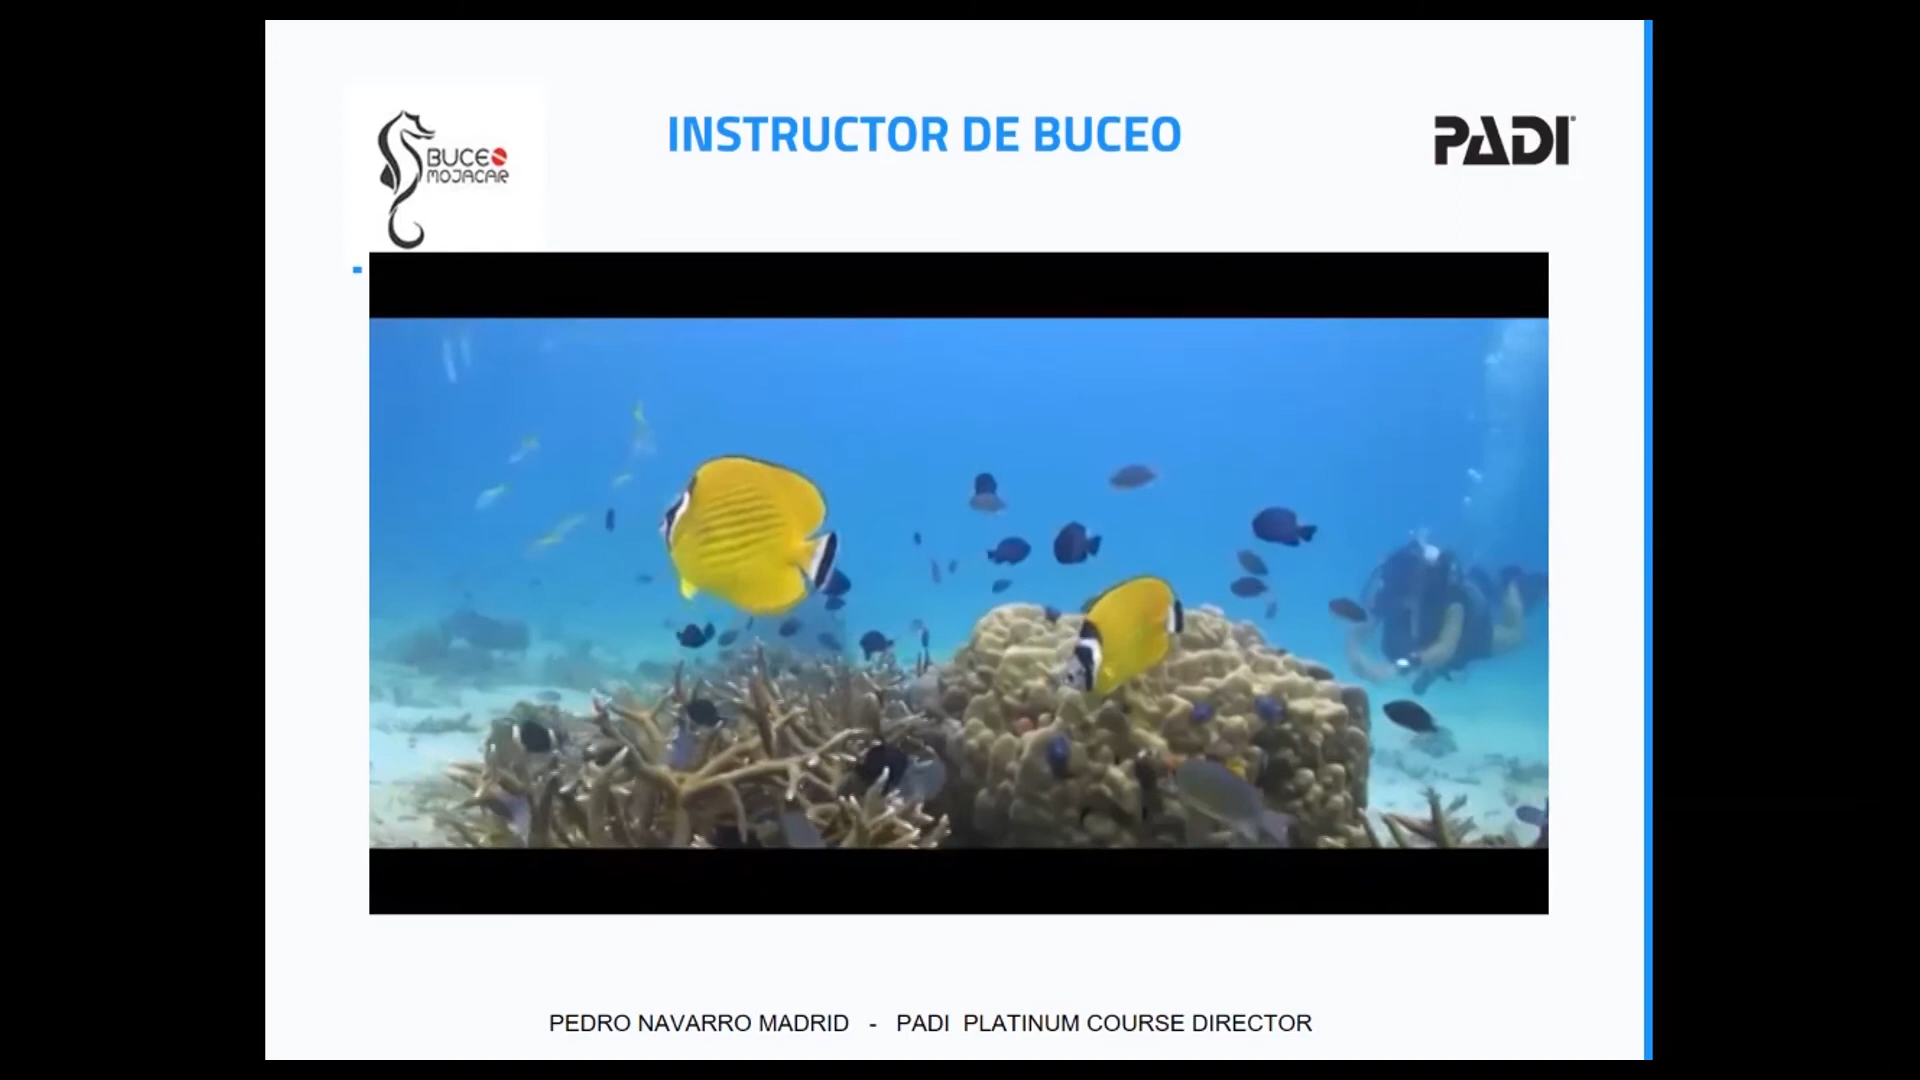 BUCEO
MOJACAR
INSTRUCTOR DE BUCEO
PADI®
PEDRO NAVARRO MADRID - PADI PLATINUM COURSE DIRECTOR